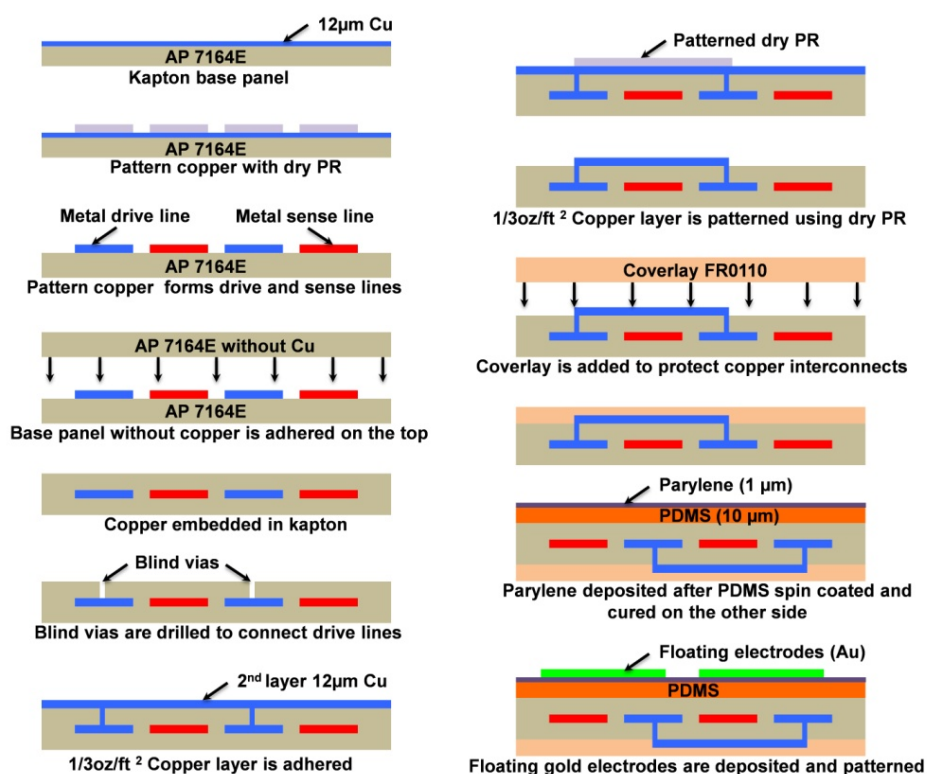 12µm Cu
AP 7164E
Kapton base panel
AP 7164E
Pattern copper with dry PR
Metal drive line
Metal sense line
AP 7164E
Pattern copper forms drive and sense lines
AP 7164E without Cu
AP 7164E
Base panel without copper is adhered on the top
Copper embedded in kapton
Blind vias
Blind vias are drilled to connect drive lines
2nd layer 12µm Cu
1/3oz/ft 2 Copper layer is adhered
Patterned dry PR
1/3oz/ft 2 Copper layer is patterned using dry PR
Coverlay FR0110
Coverlay is added to protect copper interconnects
Parylene (1 µm)
PDMS (10 µm)
Parylene deposited after PDMS spin coated and
cured on the other side
Floating electrodes (Au)
PDMS
Floating gold electrodes are deposited and patterned